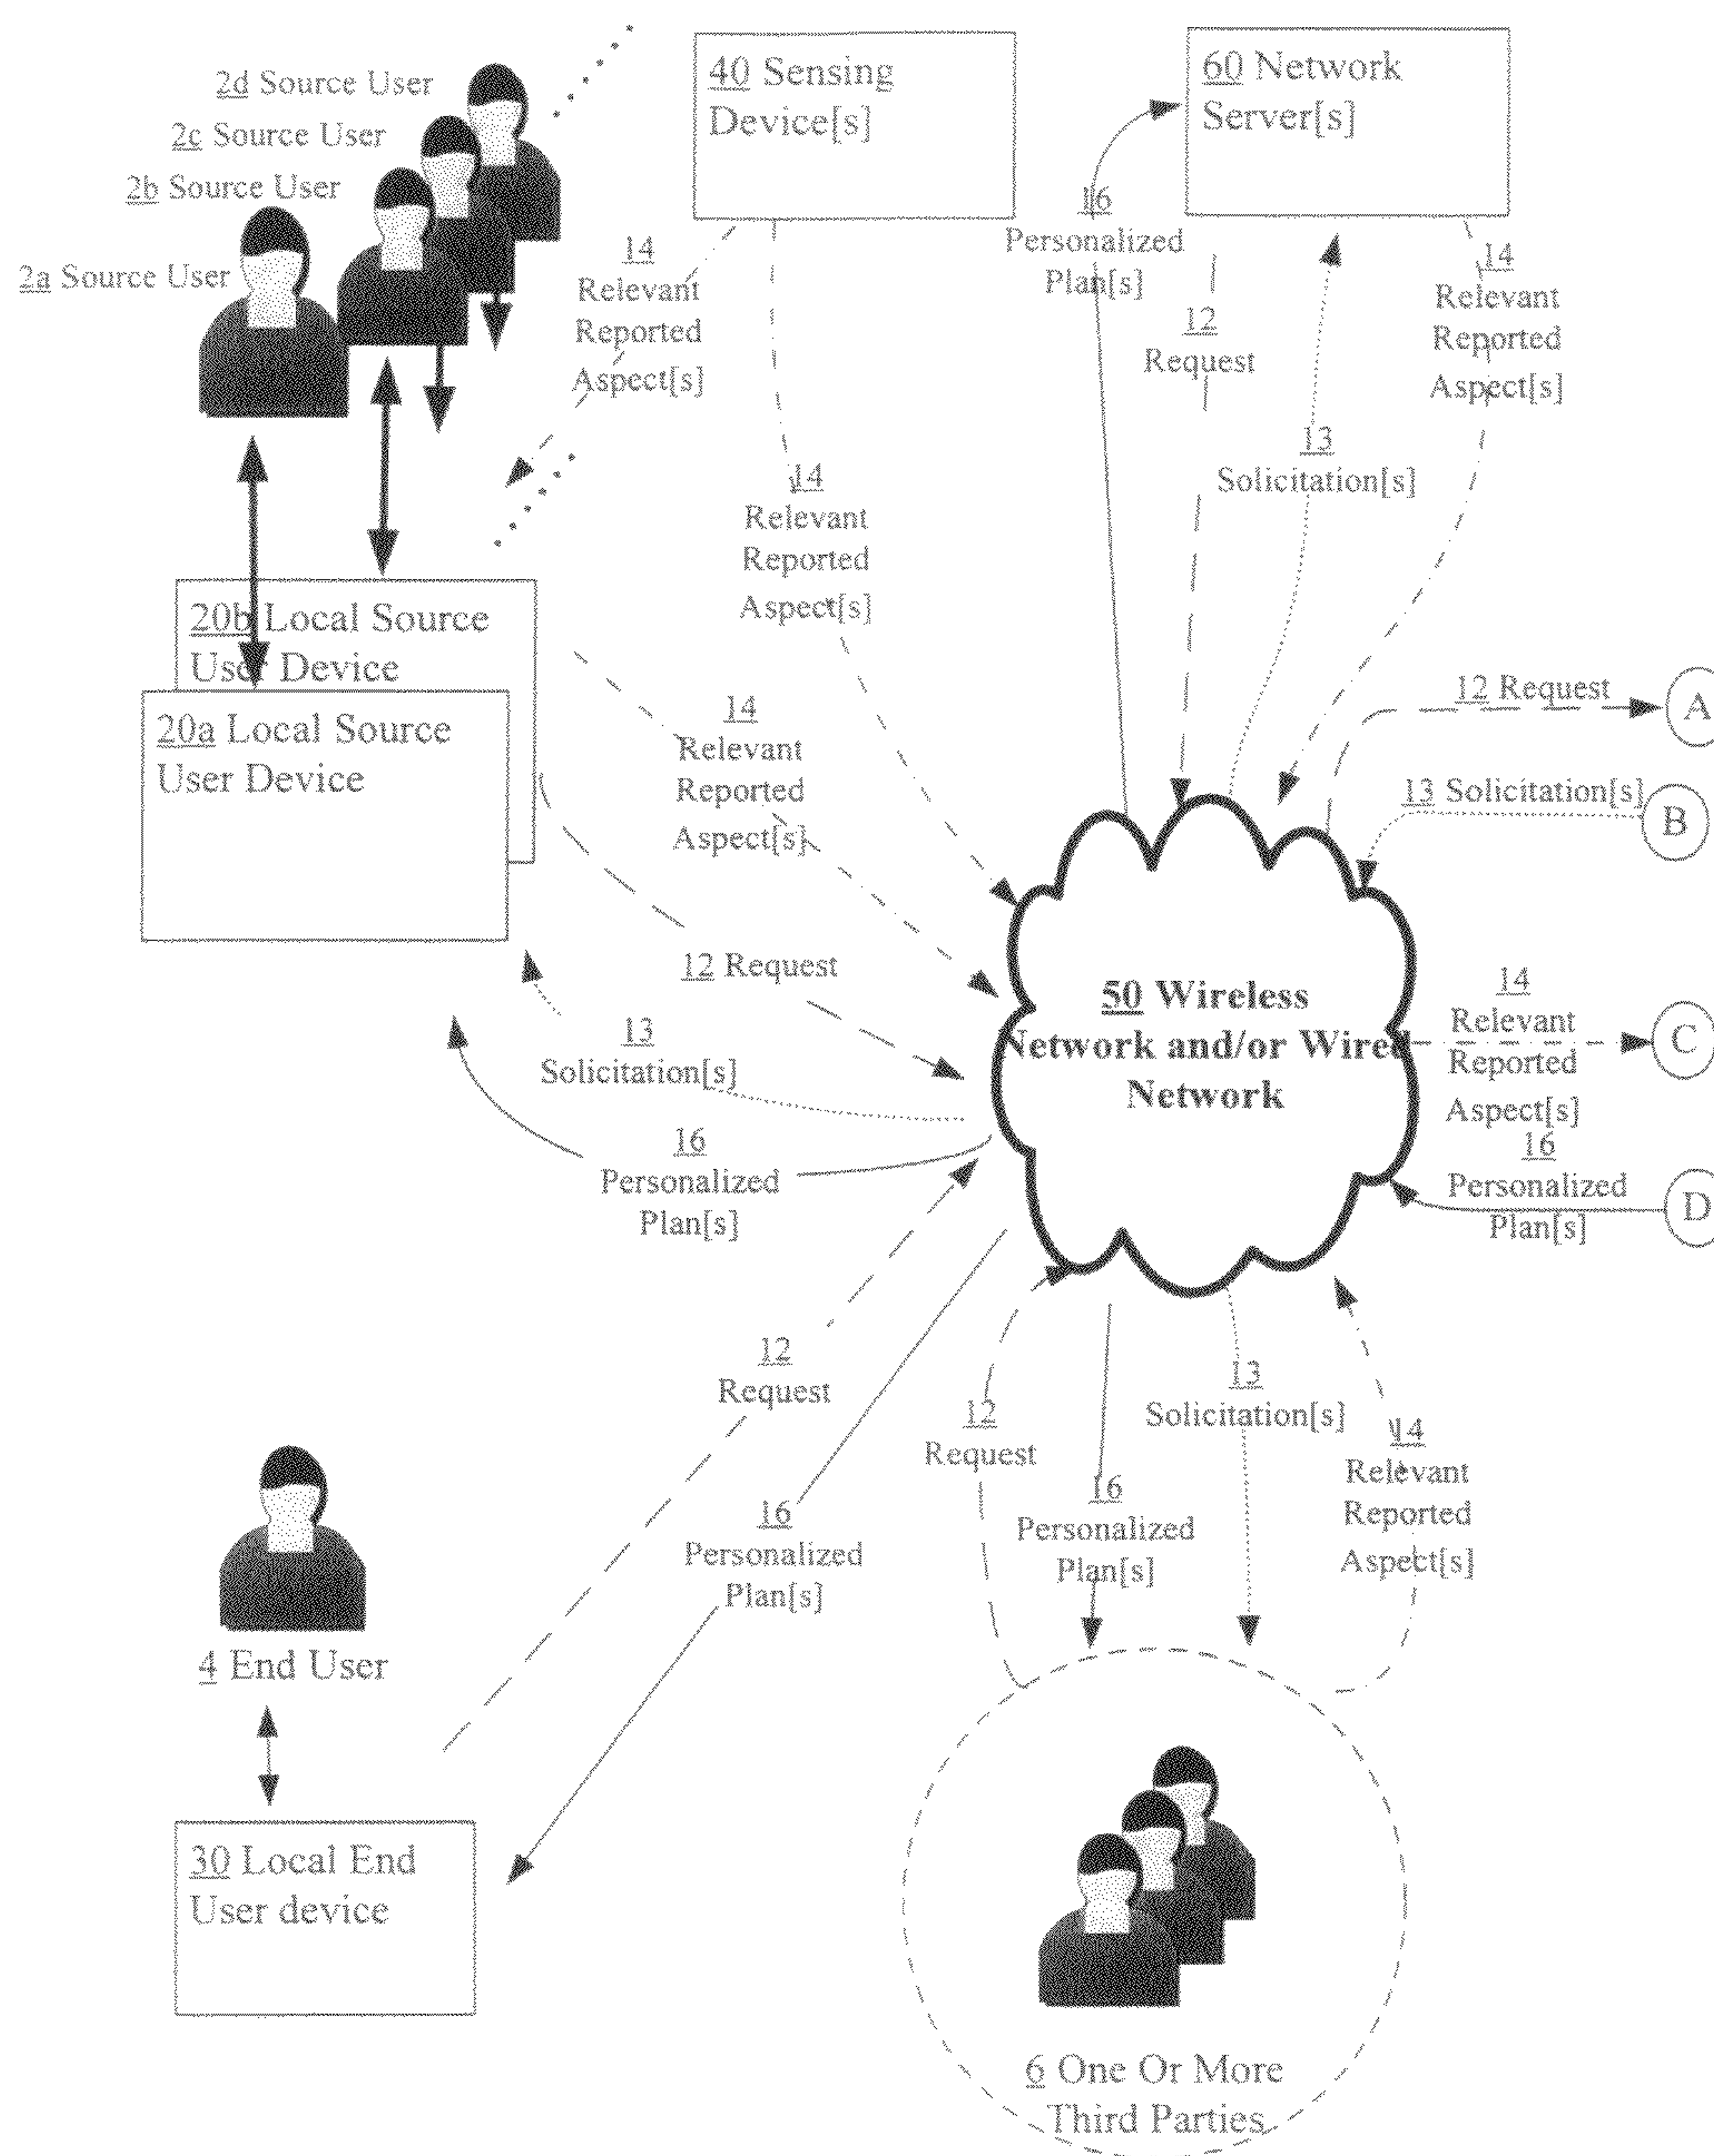 2d Source User
2c Source User
2b Source User
2a Source User
40 Sensing
Device[s]
60 Network
Server[s]
16
Personalized
Plan[s]
14
Relevant
Reported
Aspect[s]
12
Request
14
Relevant
Reported
Aspect[s]
13
Solicitation[s]
14
Relevant
Reported
Aspect[s]
20b Local Source
User Device
20a Local Source
User Device
14
Relevant
Reported
Aspect[s]
12 Request
A
13 Solicitation[s]
B
12 Request
13
Solicitation[s]
16
Personalized
Plan[s]
50 Wireless
Network and/or Wired
Network
14
Relevant
Reported
Aspect[s]
C
16
Personalized
Plan[s]
D
12
Request
16
Personalized
Plan[s]
12
Request
16
Personalized
Plan[s]
13
Solicitation[s]
14
Relevant
Reported
Aspect[s]
4 End User
30 Local End
User device
6 One Or More
Third Parties